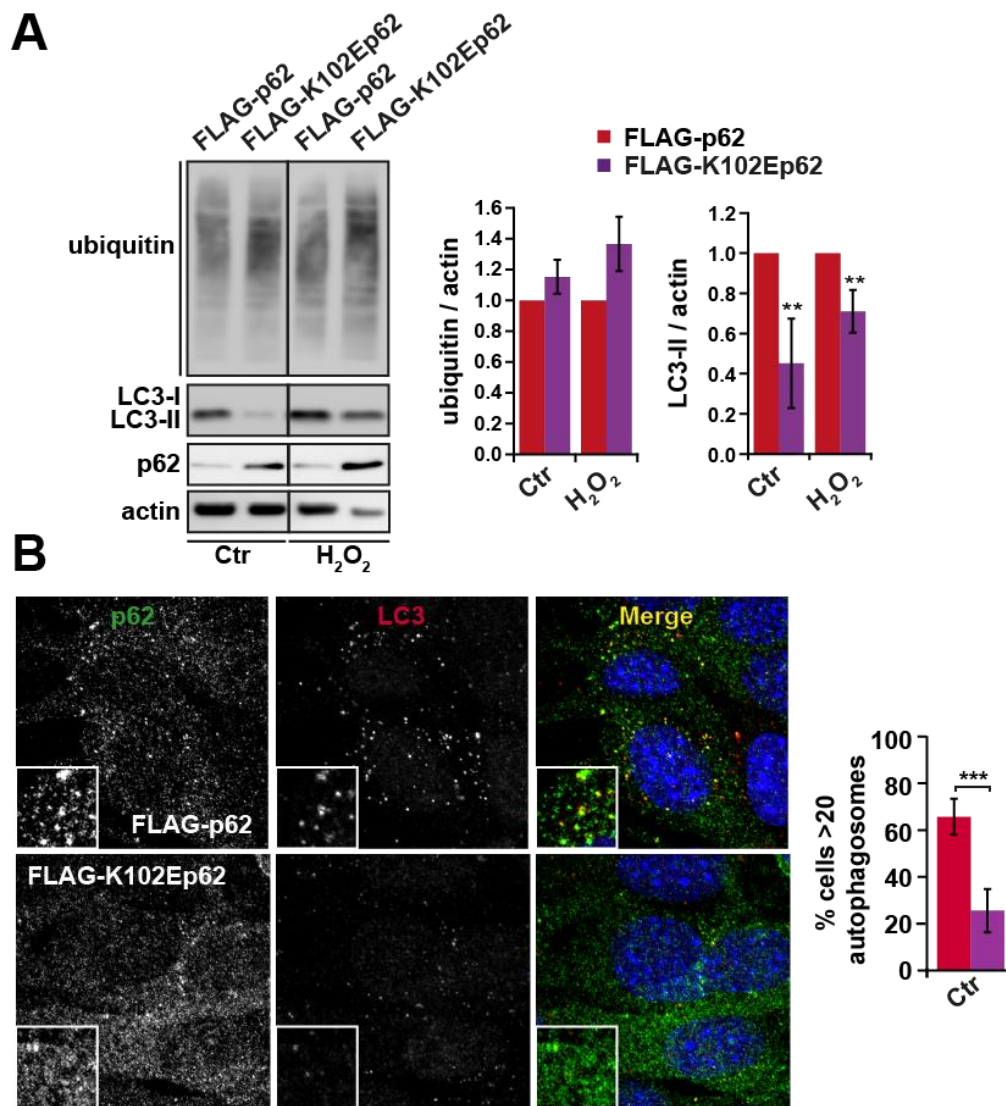 A
FLAG-p62
FLAG-K102Ep62
FLAG-p62
FLAG-K102Ep62
ubiquitin
LC3-I
LC3-II
p62
actin
Ctr
H2O2
FLAG-p62
FLAG-K102Ep62
ubiquitin / actin
1.6
1.4
1.2
1.0
0.8
0.6
0.4
0.2
0.0
Ctr
H2O2
LC3-II / actin
1.2
1.0
0.8
0.6
0.4
0.2
0.0
**
**
Ctr
H2O2
B
p62
LC3
Merge
FLAG-p62
FLAG-K102Ep62
% cells >20
autophagosomes
100
80
60
40
20
0
***
Ctr